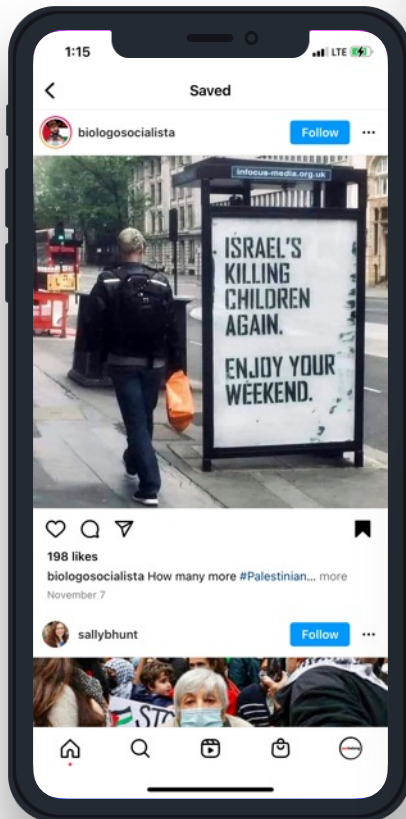 1:15 LTE
Saved
biologosocialista Follow
infocus-media.org.uk
ISRAEL'S
KILLING
CHILDREN
AGAIN.
ENJOY YOUR
WEEKEND.
198 likes
biologosocialista How many more #Palestinian... more
November 7
sallybhunt Follow
STO